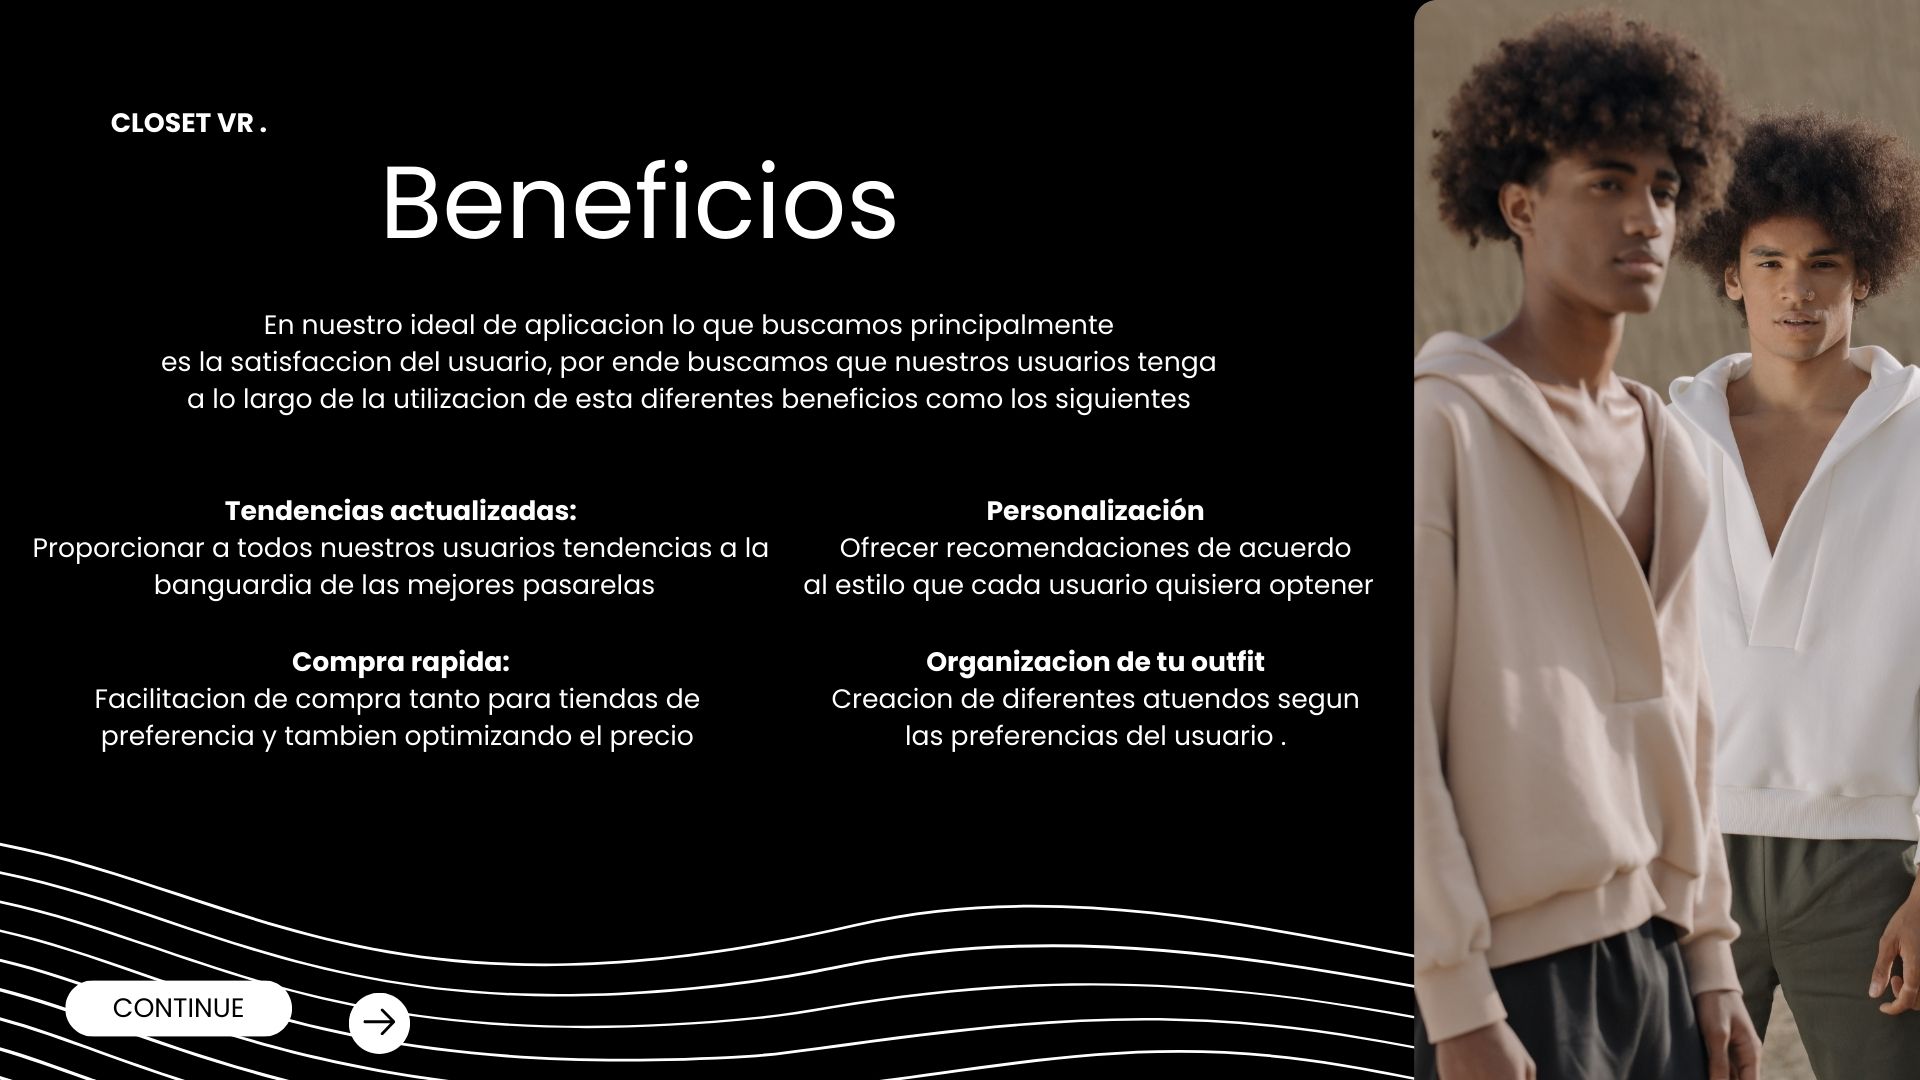 CLOSET VR .
Beneficios
En nuestro ideal de aplicacion lo que buscamos principalmente
es la satisfaccion del usuario, por ende buscamos que nuestros usuarios tenga
a lo largo de la utilizacion de esta diferentes beneficios como los siguientes
Tendencias actualizadas:
Proporcionar a todos nuestros usuarios tendencias a la
banguardia de las mejores pasarelas
Personalización
Ofrecer recomendaciones de acuerdo
al estilo que cada usuario quisiera optener
Compra rapida:
Facilitacion de compra tanto para tiendas de
preferencia y tambien optimizando el precio
Organizacion de tu outfit
Creacion de diferentes atuendos segun
las preferencias del usuario .
CONTINUE